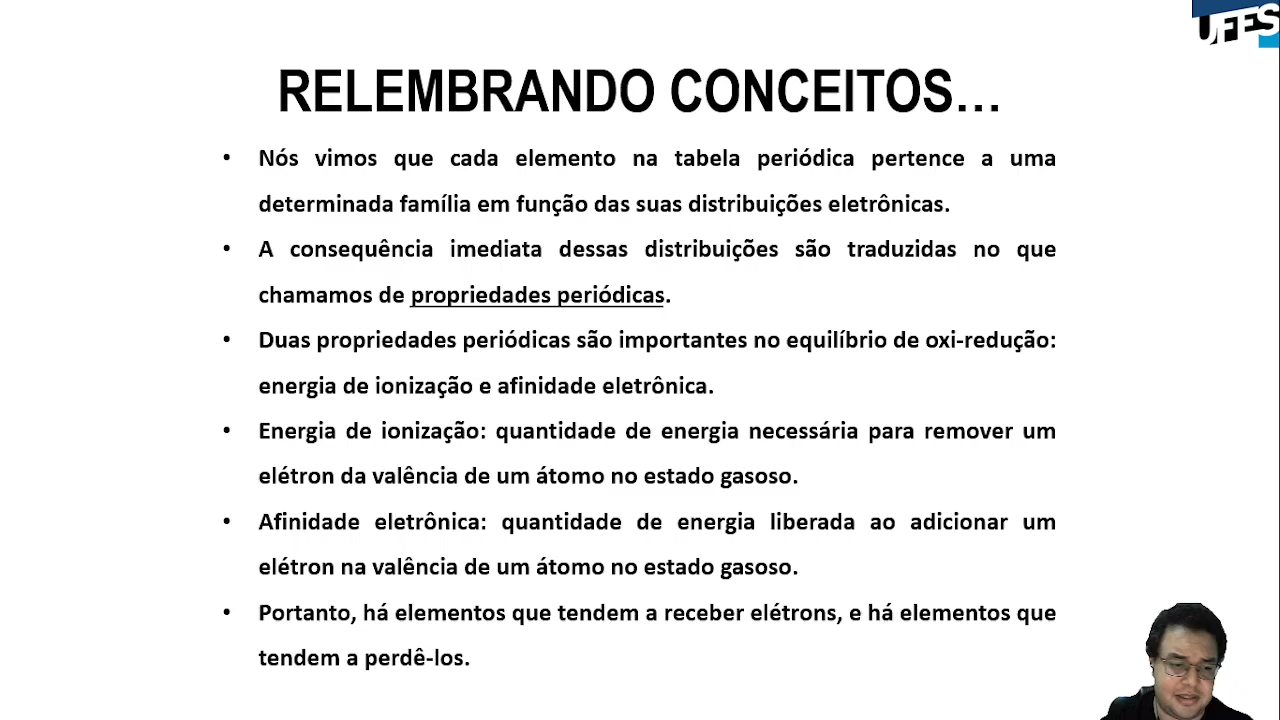 UFES
RELEMBRANDO CONCEITOS...
• Nós vimos que cada elemento na tabela periódica pertence a uma
determinada família em função das suas distribuições eletrônicas.
• A consequência imediata dessas distribuições são traduzidas no que
chamamos de propriedades periódicas.
• Duas propriedades periódicas são importantes no equilíbrio de oxi-redução:
energia de ionização e afinidade eletrônica.
• Energia de ionização: quantidade de energia necessária para remover um
elétron da valência de um átomo no estado gasoso.
• Afinidade eletrônica: quantidade de energia liberada ao adicionar um
elétron na valência de um átomo no estado gasoso.
• Portanto, há elementos que tendem a receber elétrons, e há elementos que
tendem a perdê-los.